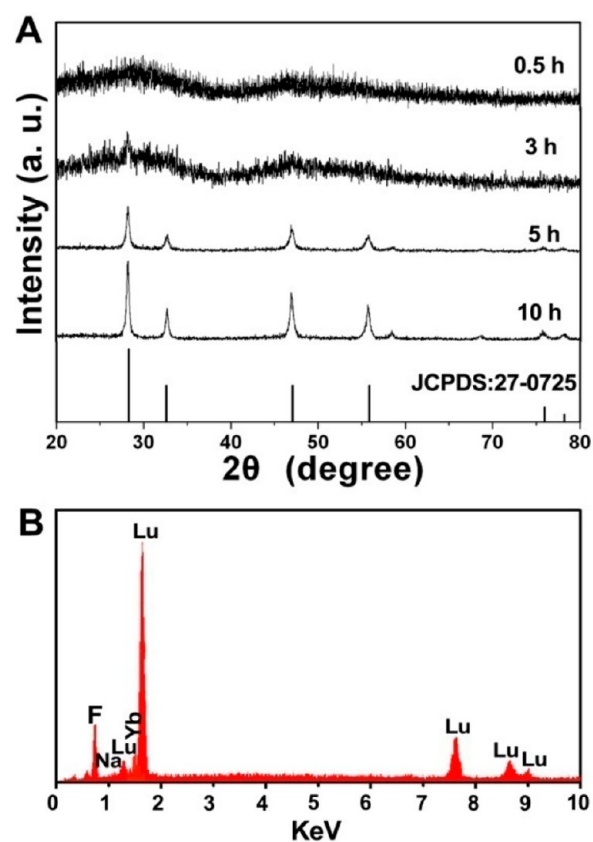 A
Intensity (a. u.)
0.5 h
3 h
5 h
10 h
JCPDS:27-0725
20 30 40 50 60 70 80
2θ (degree)
B
Lu
F
Na
Lu
Yb
Lu
Lu
Lu
0 1 2 3 4 5 6 7 8 9 10
KeV